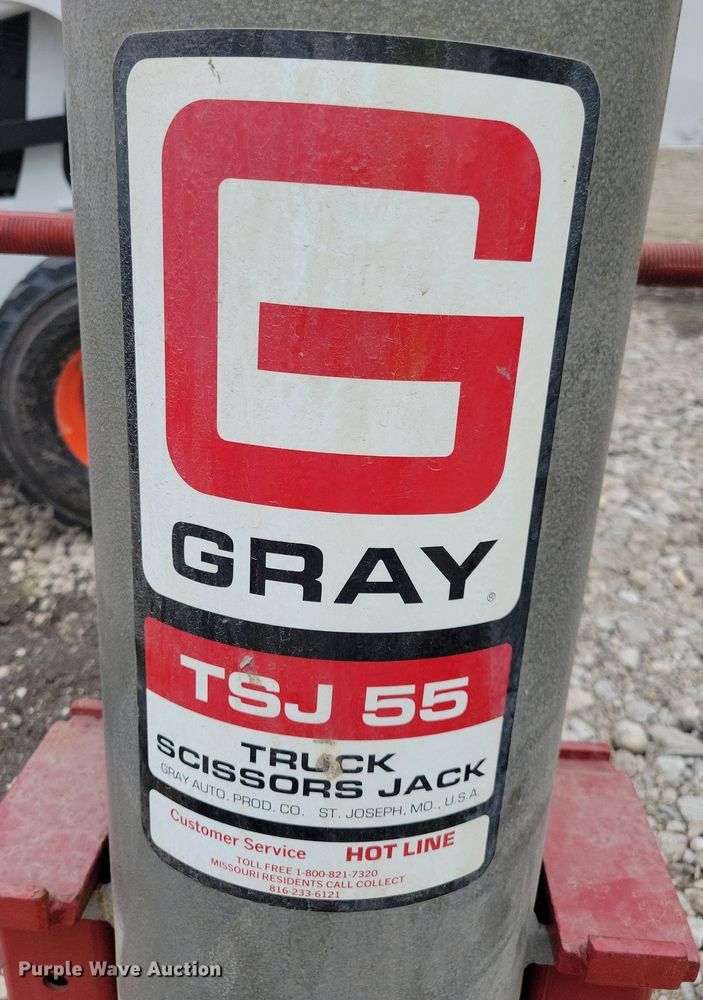 G
GRAY®
TSJ 55
TRUCK
SCISSORS JACK
GRAY AUTO. PROD. CO. ST. JOSEPH, MO., U.S.A.
Customer Service HOT LINE
TOLL FREE 1-800-821-7320
MISSOURI RESIDENTS CALL COLLECT
816-233-6121
Purple Wave Auction